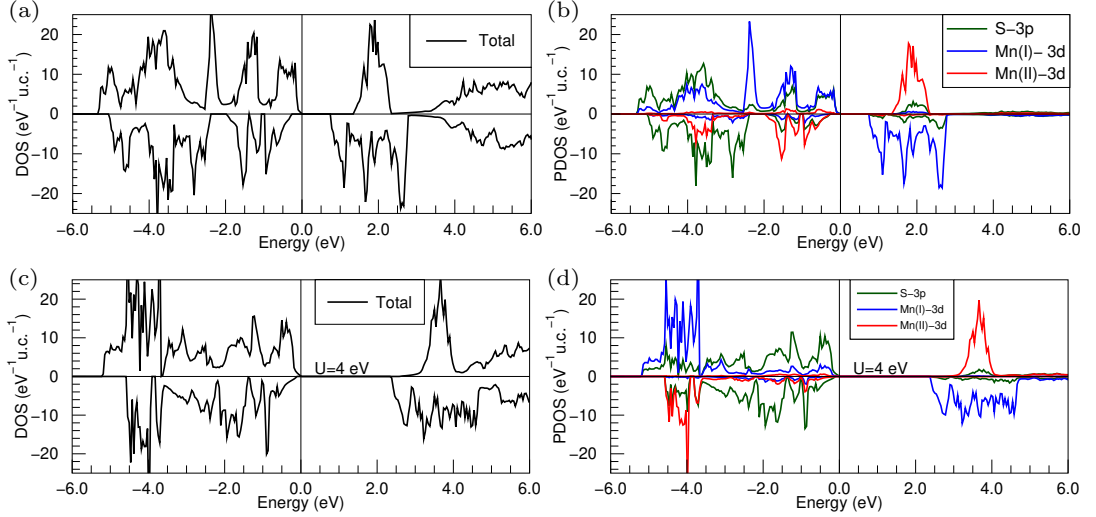 (a)
DOS (eV⁻¹ u.c.⁻¹)
20
10
0
−10
−20
Total
−6.0 −4.0 −2.0 0.0 2.0 4.0 6.0
Energy (eV)
(b)
PDOS (eV⁻¹u.c.⁻¹)
20
10
0
−10
−20
S−3p
Mn(I)−3d
Mn(II)−3d
−6.0 −4.0 −2.0 0.0 2.0 4.0 6.0
Energy (eV)
(c)
DOS (eV⁻¹u.c.⁻¹)
20
10
0
−10
−20
Total
U=4 eV
−6.0 −4.0 −2.0 0.0 2.0 4.0 6.0
Energy (eV)
(d)
PDOS (eV⁻¹u.c.⁻¹)
20
10
0
−10
−20
S−3p
Mn(I)−3d
Mn(II)−3d
U=4 eV
−6.0 −4.0 −2.0 0.0 2.0 4.0 6.0
Energy (eV)